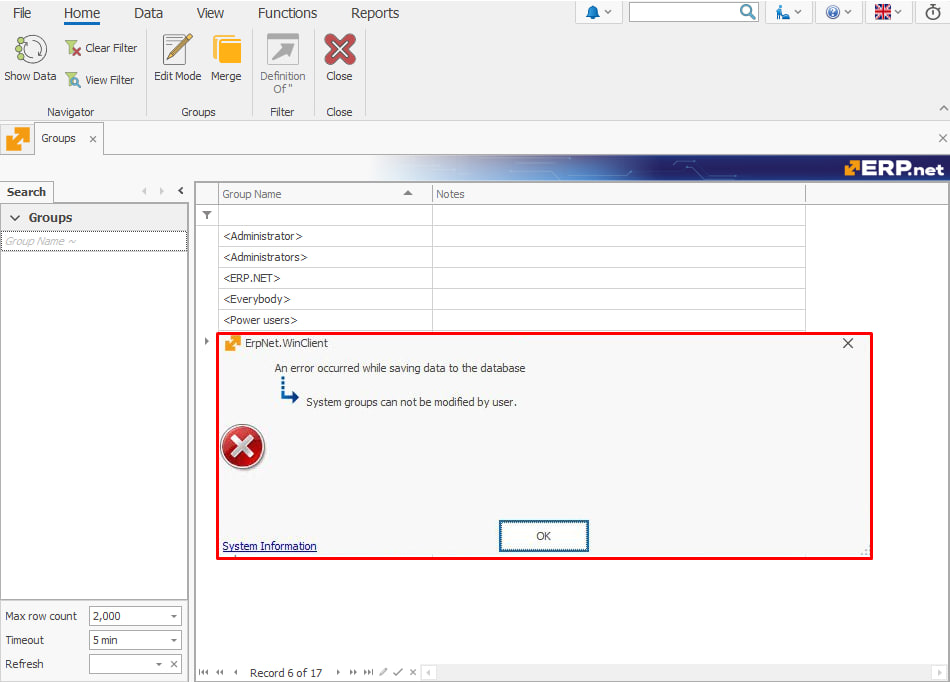 File Home Data View Functions Reports
Show Data
Clear Filter
View Filter
Navigator
Edit Mode Merge
Groups
Definition
Of "
Filter
Close
Close
Groups
ERP.net
Search
Groups
Group Name ~
Max row count 2,000
Timeout 5 min
Refresh
Group Name Notes
<Administrator>
<Administrators>
<ERP.NET>
<Everybody>
<Power users>
ErpNet.WinClient
An error occurred while saving data to the database
System groups can not be modified by user.
OK
System Information
Record 6 of 17